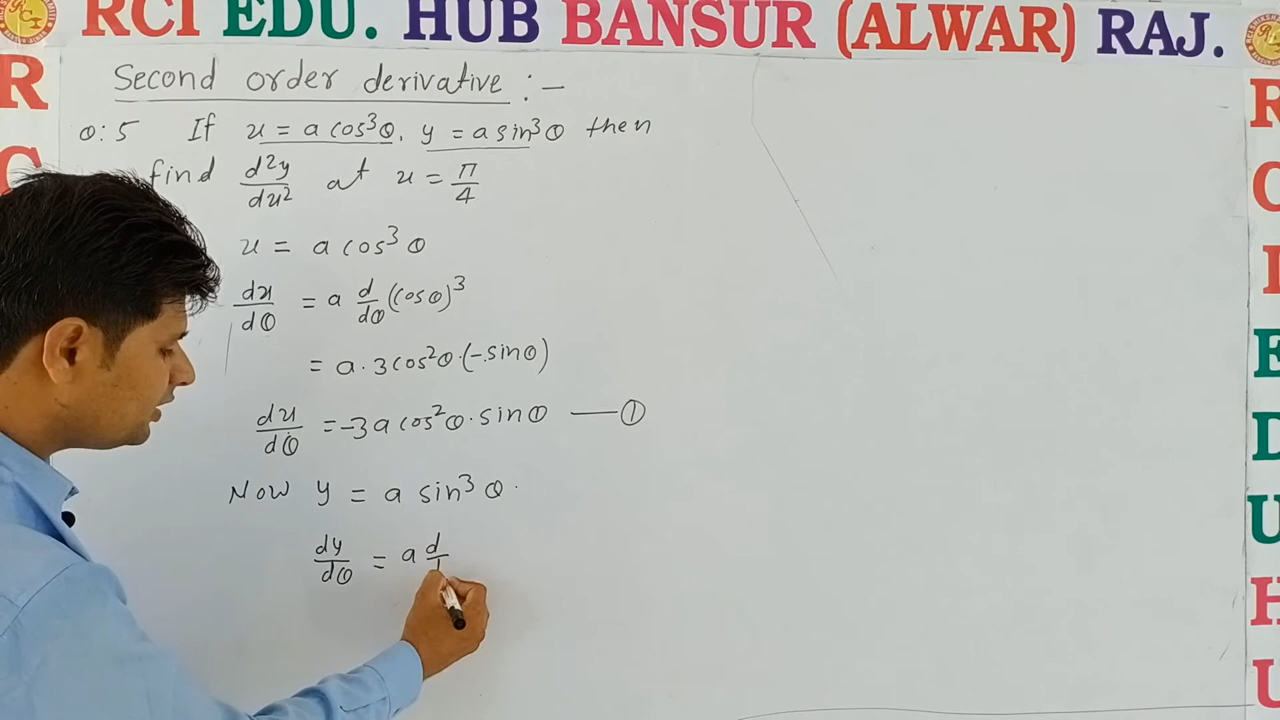 RCI EDU. HUB BANSUR (ALWAR) RAJ.
R
C
Second order derivative :-
Q:5 If x = a cos³θ, y = a sin³θ then
find d²y/dx² at x = π/4
x = a cos³θ
dx/dθ = a d/dθ (cosθ)³
= a · 3cos²θ · (-sinθ)
dx/dθ = -3a cos²θ · sinθ —— ①
Now y = a sin³θ
dy/dθ = a d
R
C
I
E
D
U
H
U